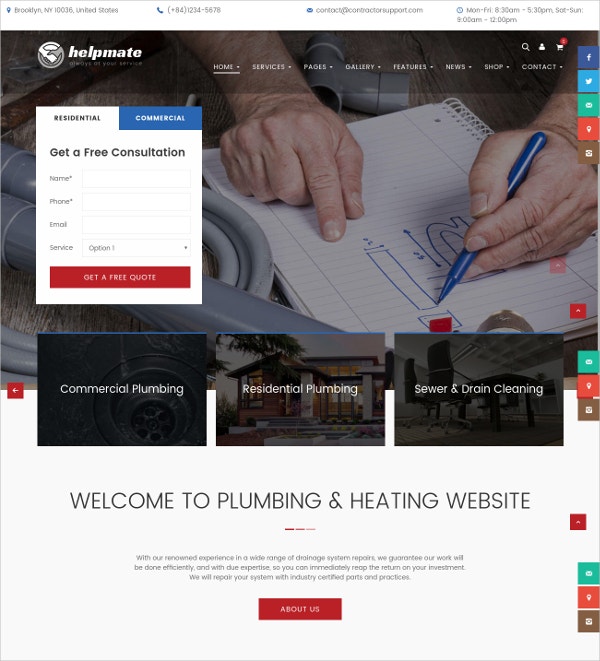 Brooklyn, NY 10036, United States
(+84)1234-5678
contact@contractorsupport.com
Mon-Fri: 8:30am - 5:30pm, Sat-Sun:
9:00am - 12:00pm
helpmate
always at your service
HOME
SERVICES
PAGES
GALLERY
FEATURES
NEWS
SHOP
CONTACT
RESIDENTIAL
COMMERCIAL
Get a Free Consultation
Name*
Phone*
Email
Service
Option 1
GET A FREE QUOTE
Commercial Plumbing
Residential Plumbing
Sewer & Drain Cleaning
WELCOME TO PLUMBING & HEATING WEBSITE
With our renowned experience in a wide range of drainage system repairs, we guarantee our work will
be done efficiently, and with due expertise, so you can immediately reap the return on your investment.
We will repair your system with industry certified parts and practices.
ABOUT US